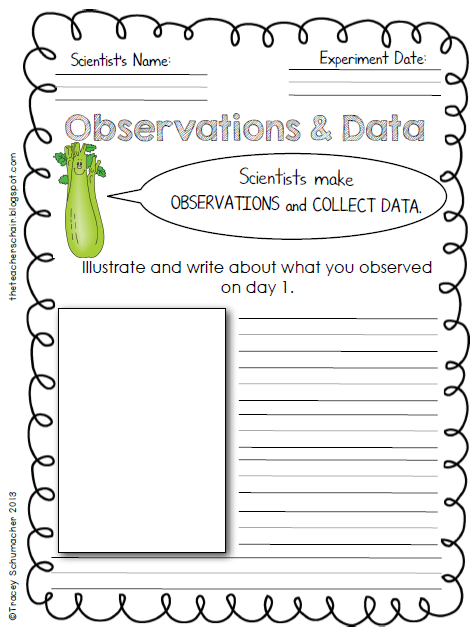 Scientist's Name:
Experiment Date:
Observations & Data
Scientists make
OBSERVATIONS and COLLECT DATA.
Illustrate and write about what you observed
on day 1.
theteacherschair.blogspot.com
©Tracey Schumacher 2013